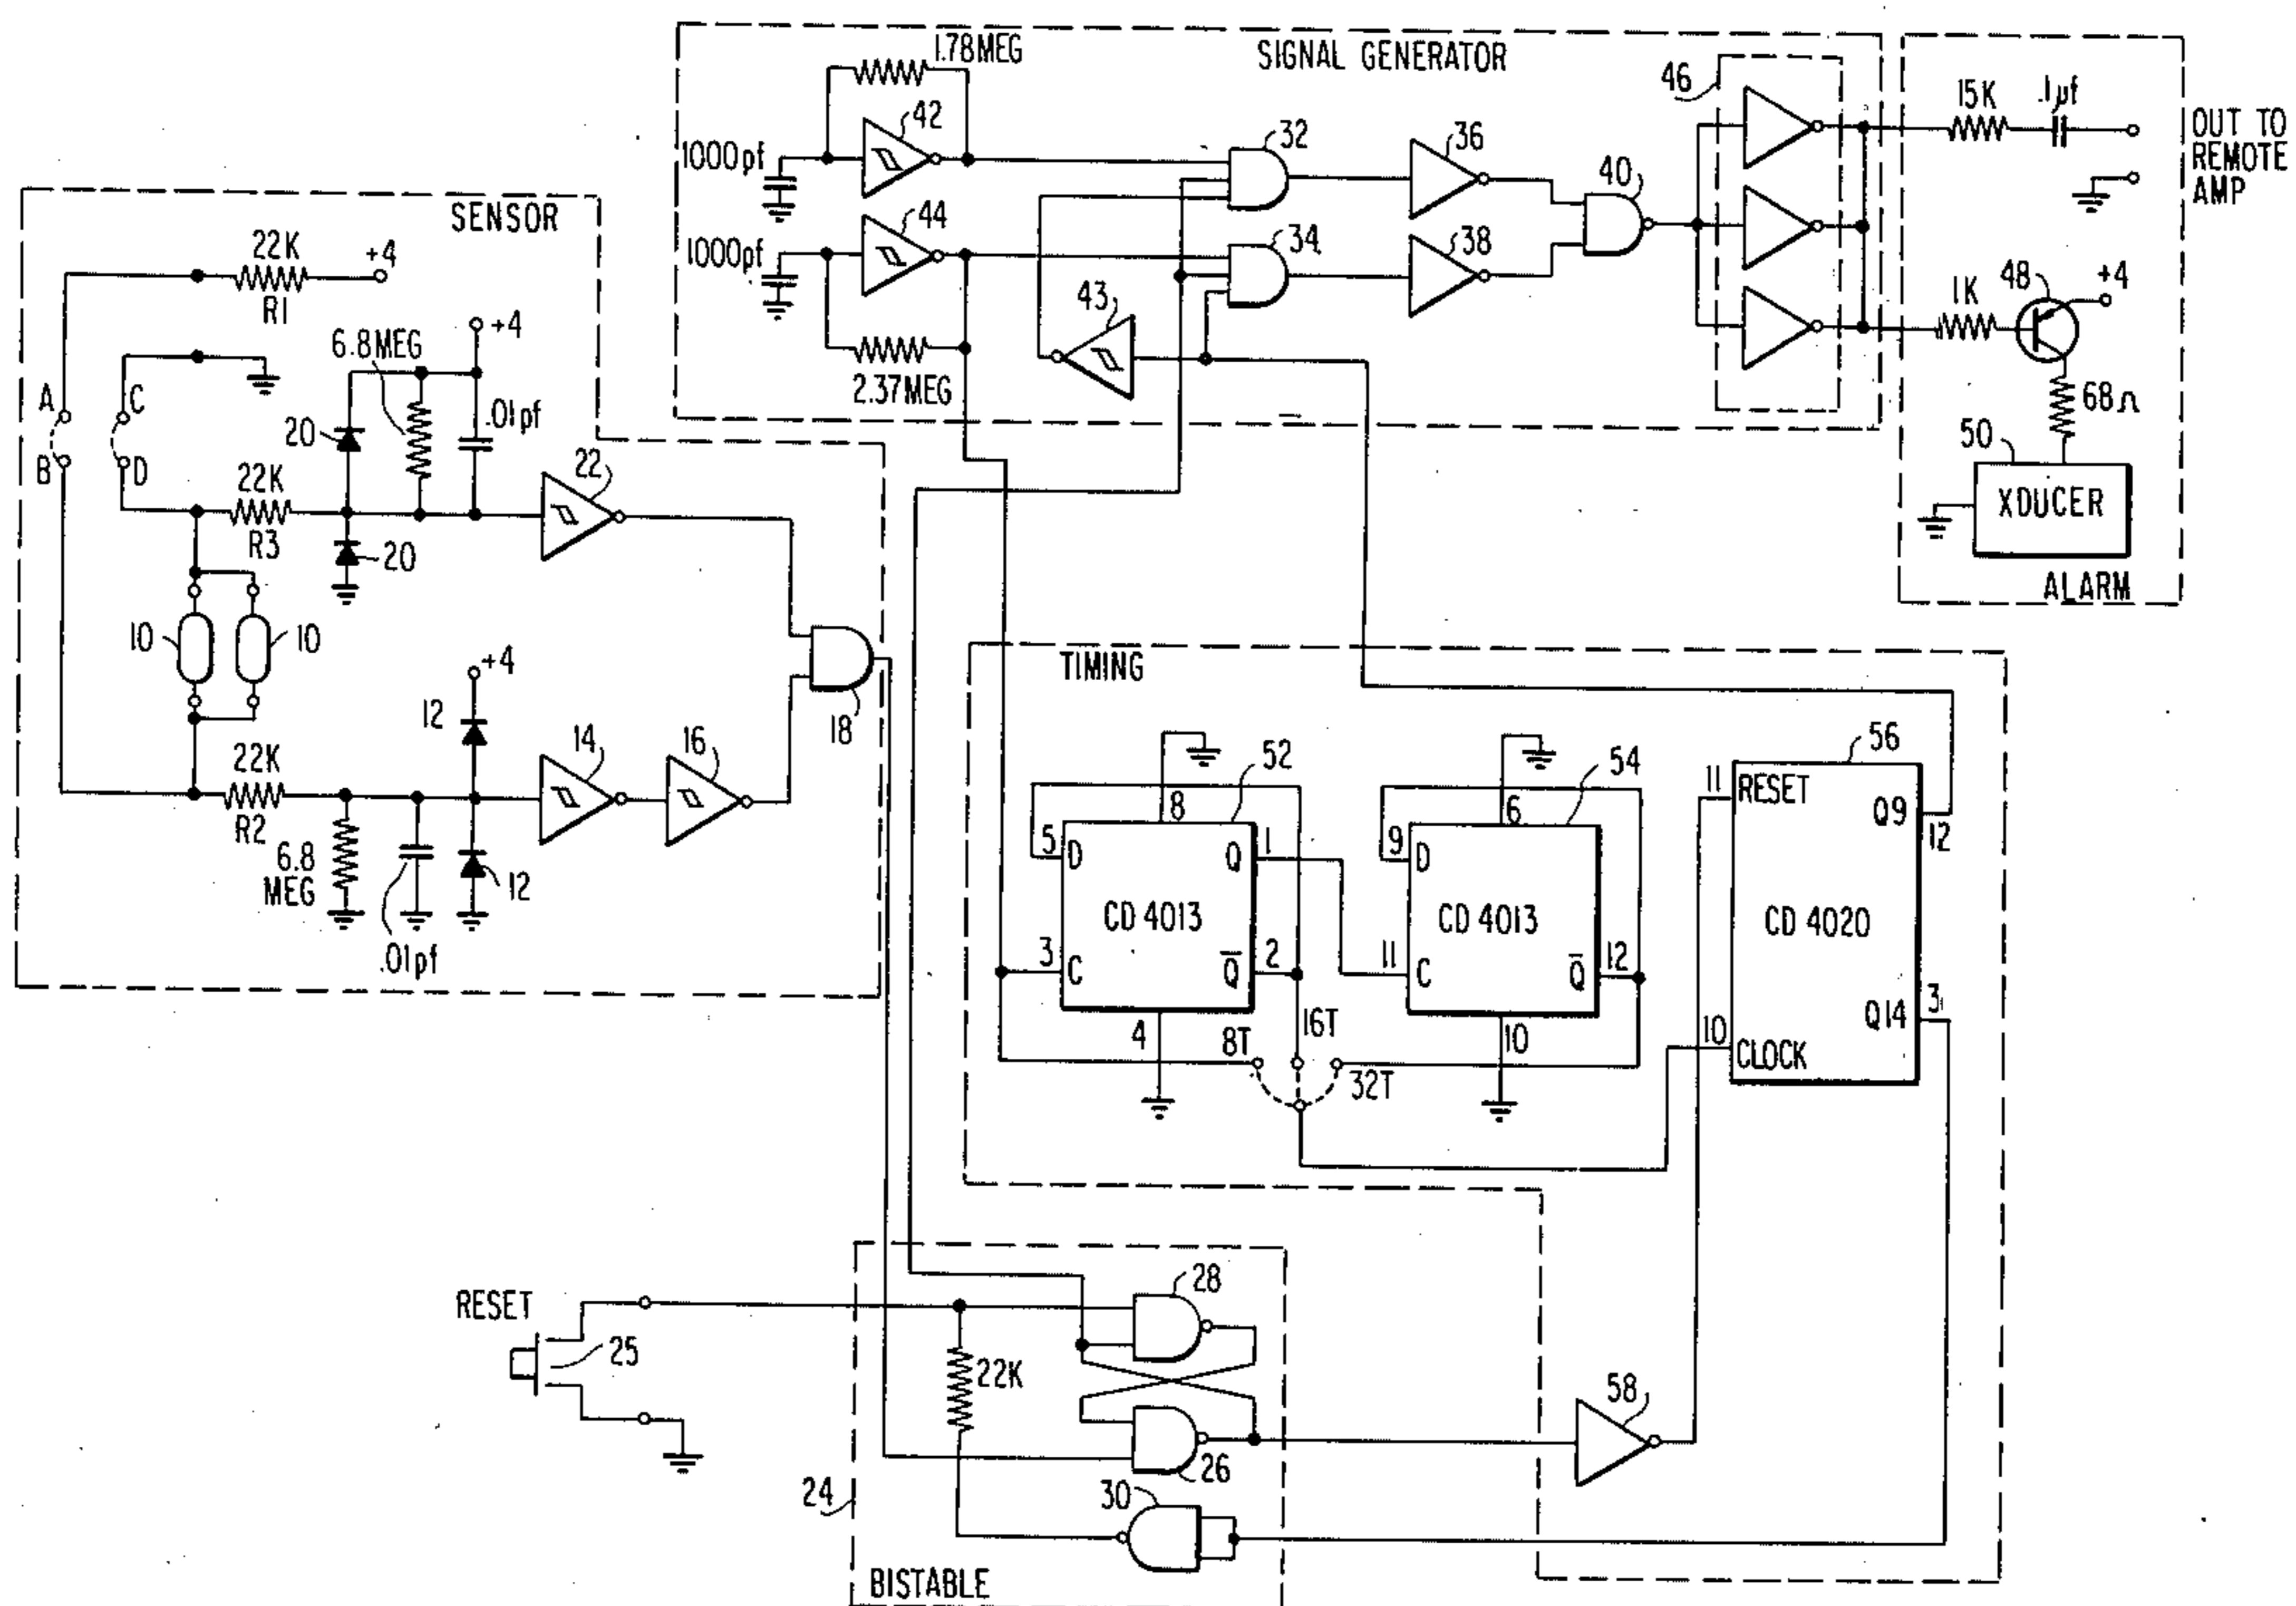 SIGNAL GENERATOR
1.78MEG
42
1000pf
44
1000pf
2.37MEG
43
32
34
36
38
40
46
15K
.1µf
OUT TO
REMOTE
AMP
1K
48
+4
68Ω
50
XDUCER
ALARM
SENSOR
22K
R1
+4
A
B
C
D
6.8MEG
+4
.01pf
20
20
22K
R3
22
10
10
+4
12
12
14
16
18
22K
R2
6.8
MEG
.01pf
TIMING
52
8
5
D
Q
1
CD 4013
3
C
Q̅
2
4
54
6
9
D
CD 4013
11
C
Q̅
12
10
8T
16T
32T
56
11
RESET
Q9
12
CD 4020
Q14
3
10
CLOCK
RESET
25
22K
28
26
30
24
BISTABLE
58